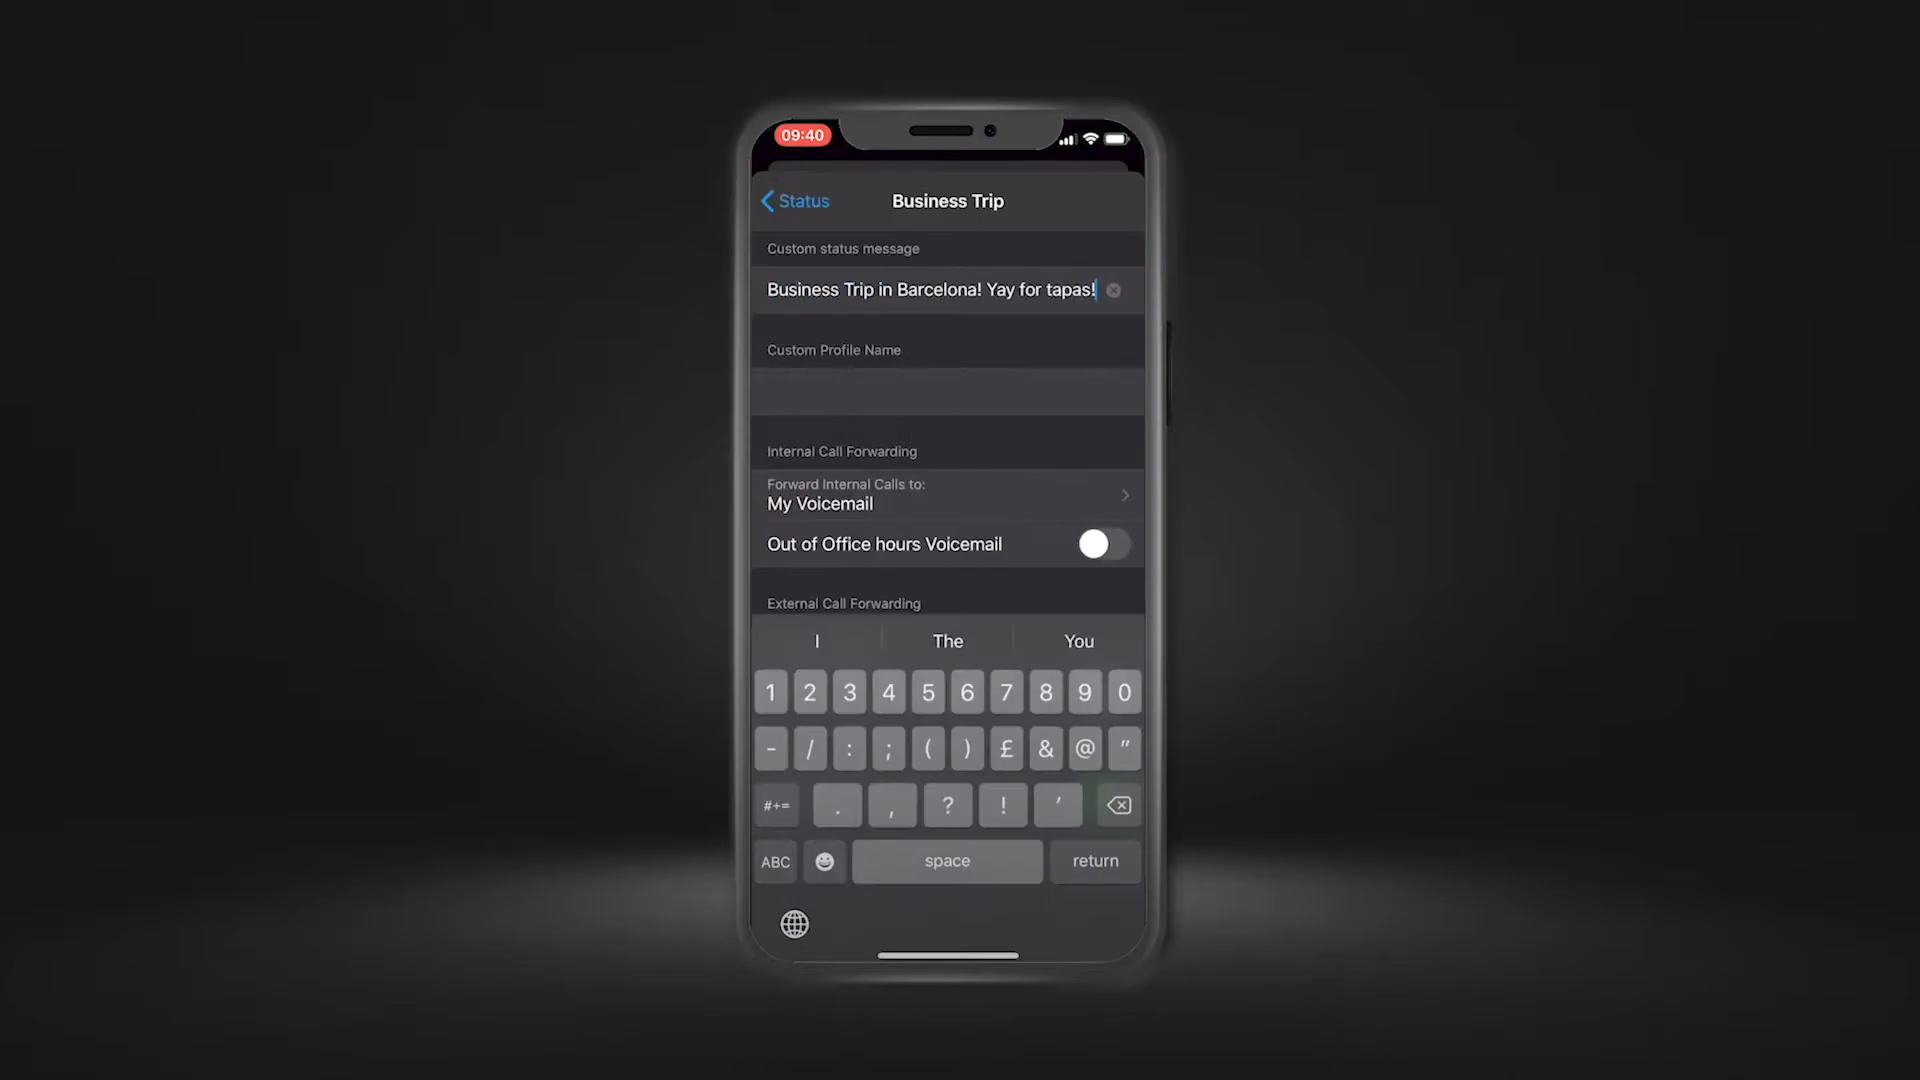 09:40
Status
Business Trip
Custom status message
Business Trip in Barcelona! Yay for tapas!
Custom Profile Name
Internal Call Forwarding
Forward Internal Calls to:
My Voicemail
Out of Office hours Voicemail
External Call Forwarding
I The You
1 2 3 4 5 6 7 8 9 0
- / : ; ( ) £ & @ "
#+= . , ? ! '
ABC space return